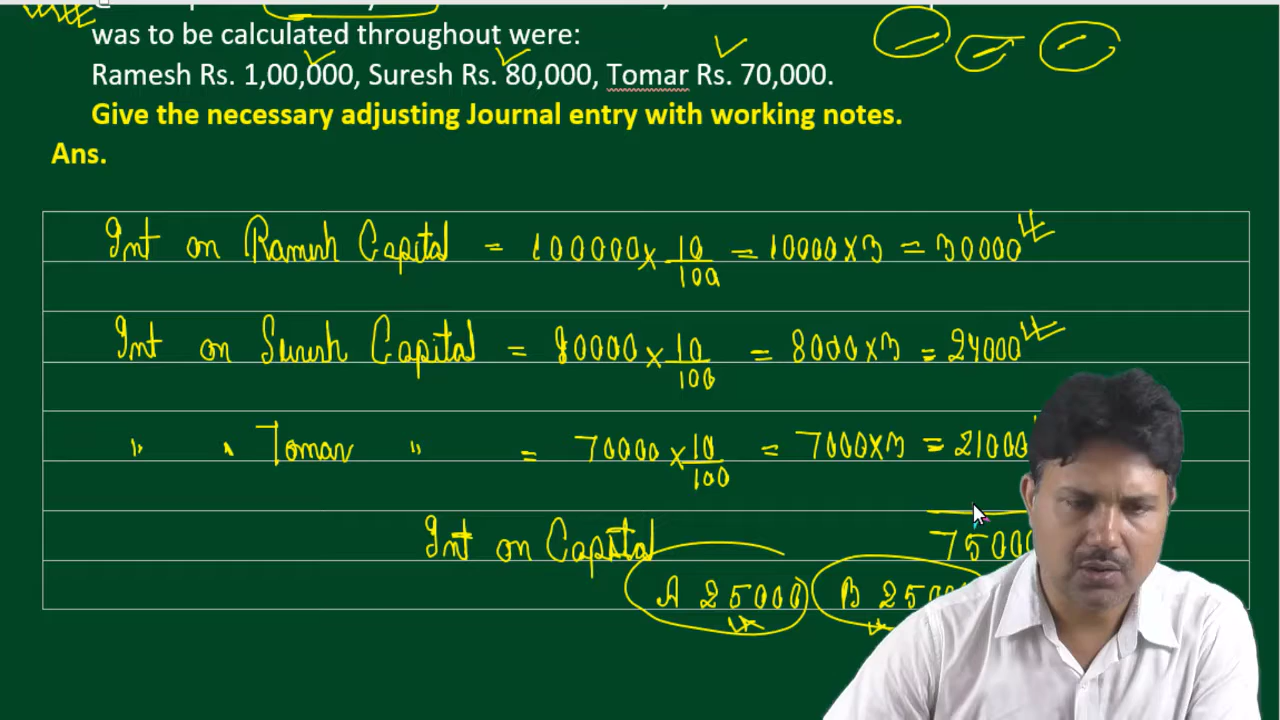 was to be calculated throughout were:
Ramesh Rs. 1,00,000, Suresh Rs. 80,000, Tomar Rs. 70,000.
Give the necessary adjusting Journal entry with working notes.
Ans.
Int on Ramesh Capital = 100000 × 10/100 = 10000 × 3 = 30000
Int on Suresh Capital = 80000 × 10/100 = 8000 × 3 = 24000
" " Tomar " = 70000 × 10/100 = 7000 × 3 = 21000
Int on Capital 75000
A 25000 B 2500